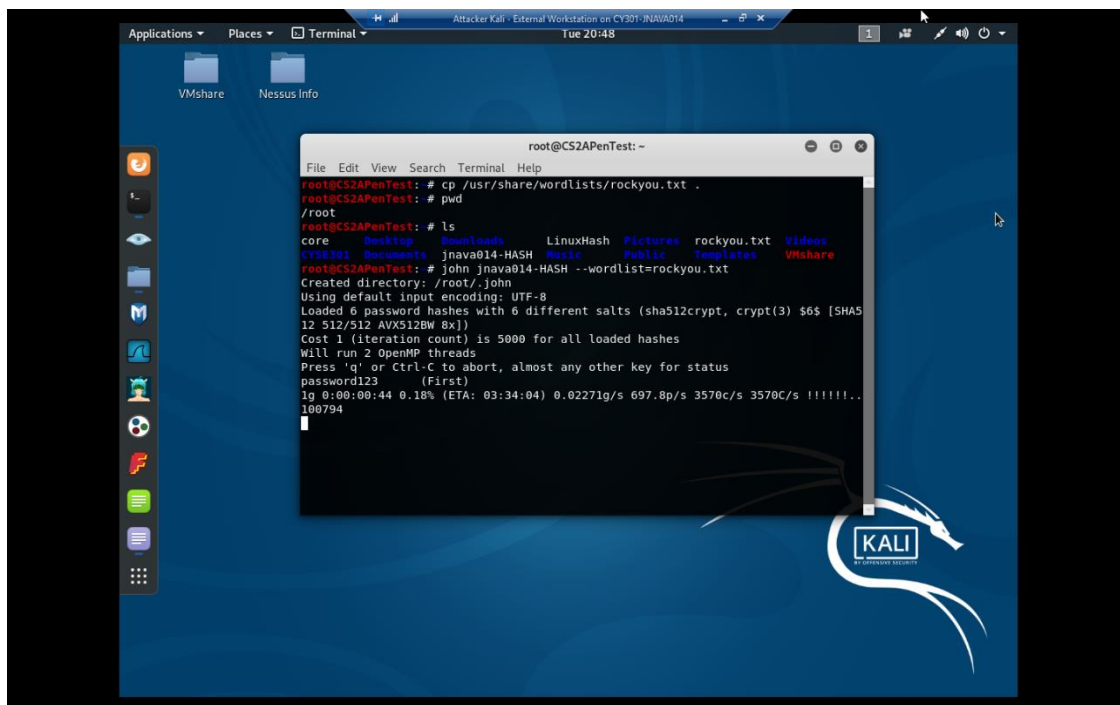 Attacker Kali - External Workstation on CY301-JNAVA014
Applications Places Terminal Tue 20:48 1
VMshare Nessus Info
root@CS2APenTest: ~
File Edit View Search Terminal Help
root@CS2APenTest:~# cp /usr/share/wordlists/rockyou.txt .
root@CS2APenTest:~# pwd
/root
root@CS2APenTest:~# ls
core Desktop Downloads LinuxHash Pictures rockyou.txt Videos
CYSE301 Documents jnava014-HASH Music Public Templates VMshare
root@CS2APenTest:~# john jnava014-HASH --wordlist=rockyou.txt
Created directory: /root/.john
Using default input encoding: UTF-8
Loaded 6 password hashes with 6 different salts (sha512crypt, crypt(3) $6$ [SHA5
12 512/512 AVX512BW 8x])
Cost 1 (iteration count) is 5000 for all loaded hashes
Will run 2 OpenMP threads
Press 'q' or Ctrl-C to abort, almost any other key for status
password123 (First)
1g 0:00:00:44 0.18% (ETA: 03:34:04) 0.02271g/s 697.8p/s 3570c/s 3570C/s !!!!!!..
100794
KALI
BY OFFENSIVE SECURITY